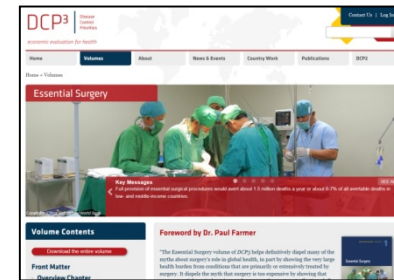 DCP3
Disease
Control
Priorities
economic evaluation for health
Contact Us | Log In
Home
Volumes
About
News & Events
Country Work
Publications
DCP2
Home » Volumes
Essential Surgery
Key Messages
Full provision of essential surgical procedures would avert about 1.5 million deaths a year or about 6-7% of all avertable deaths in
low- and middle-income countries.
Volume Contents
Download the entire volume
Front Matter
Overview Chapter
Foreword by Dr. Paul Farmer
"The Essential Surgery volume of DCP3 helps definitively dispel many of the
myths about surgery's role in global health, in part by showing the very large
health burden from conditions that are primarily or extensively treated by
surgery. It dispels the myth that surgery is too expensive by showing that
Essential Surgery